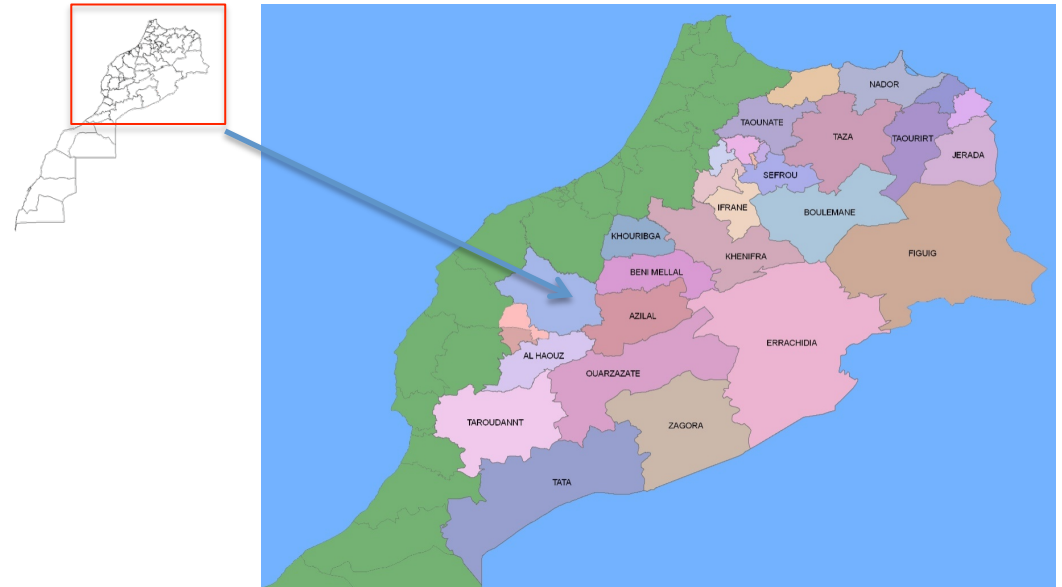 NADOR
TAOUNATE
TAZA
TAOURIRT
JERADA
SEFROU
IFRANE
BOULEMANE
KHOURIBGA
KHENIFRA
FIGUIG
BENI MELLAL
AZILAL
ERRACHIDIA
AL HAOUZ
OUARZAZATE
TAROUDANNT
ZAGORA
TATA